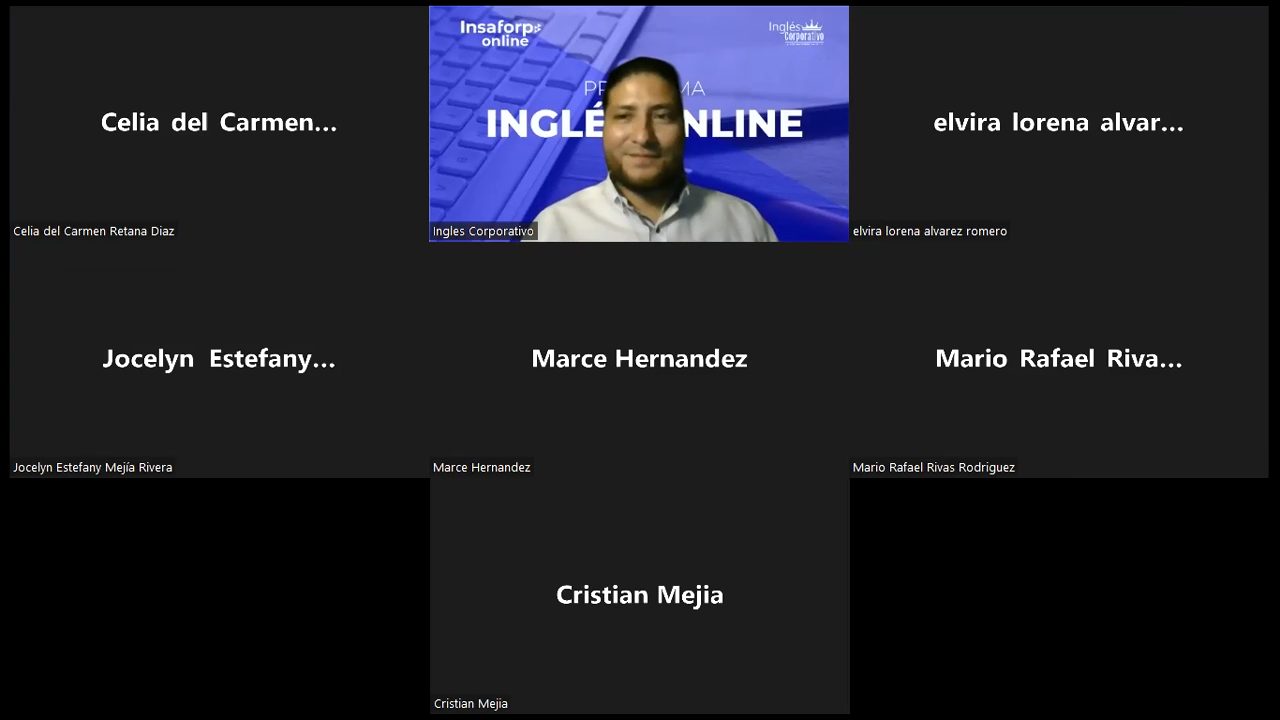 Celia del Carmen...
Celia del Carmen Retana Diaz
Insaforp
online
Inglés
Corporativo
INGLÉ NLINE
Ingles Corporativo
elvira lorena alvar...
elvira lorena alvarez romero
Jocelyn Estefany...
Jocelyn Estefany Mejía Rivera
Marce Hernandez
Marce Hernandez
Mario Rafael Riva...
Mario Rafael Rivas Rodriguez
Cristian Mejia
Cristian Mejia